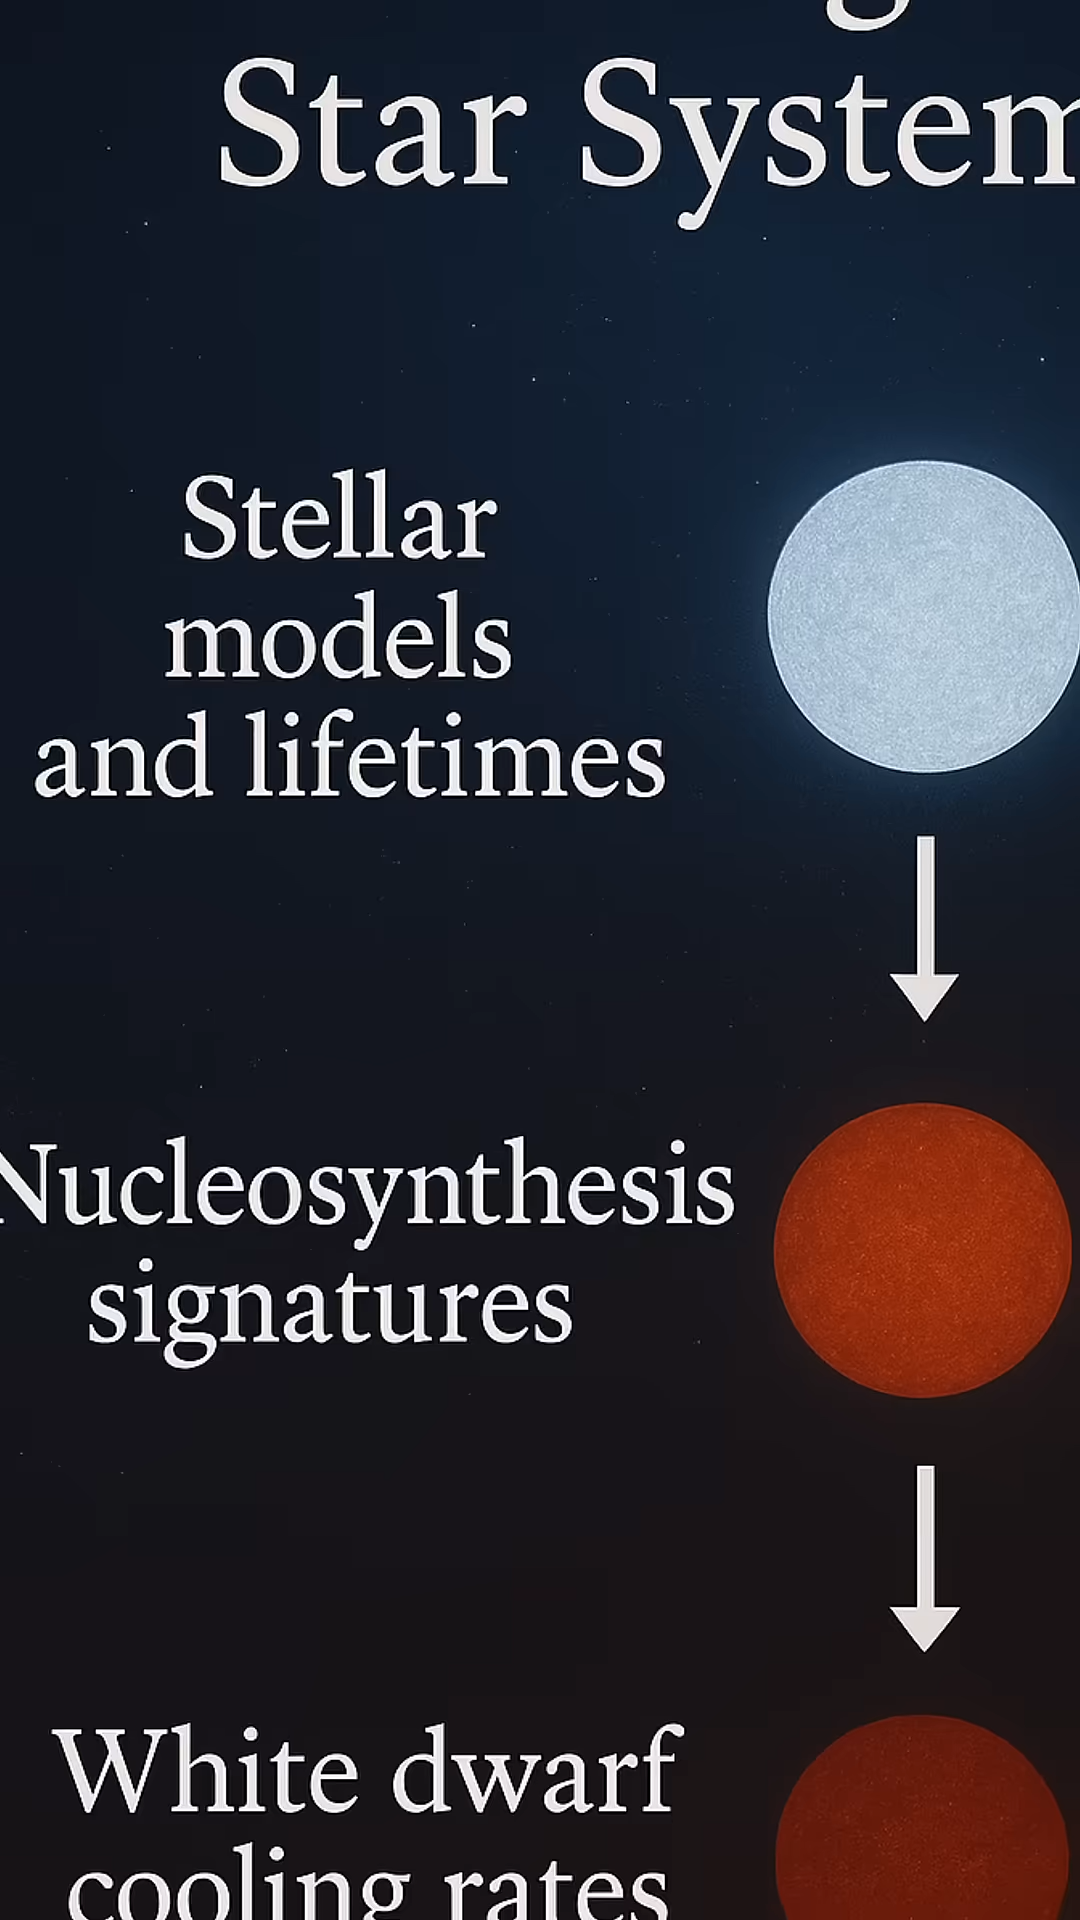 Star System
Stellar
models
and lifetimes
Nucleosynthesis
signatures
White dwarf
cooling rates